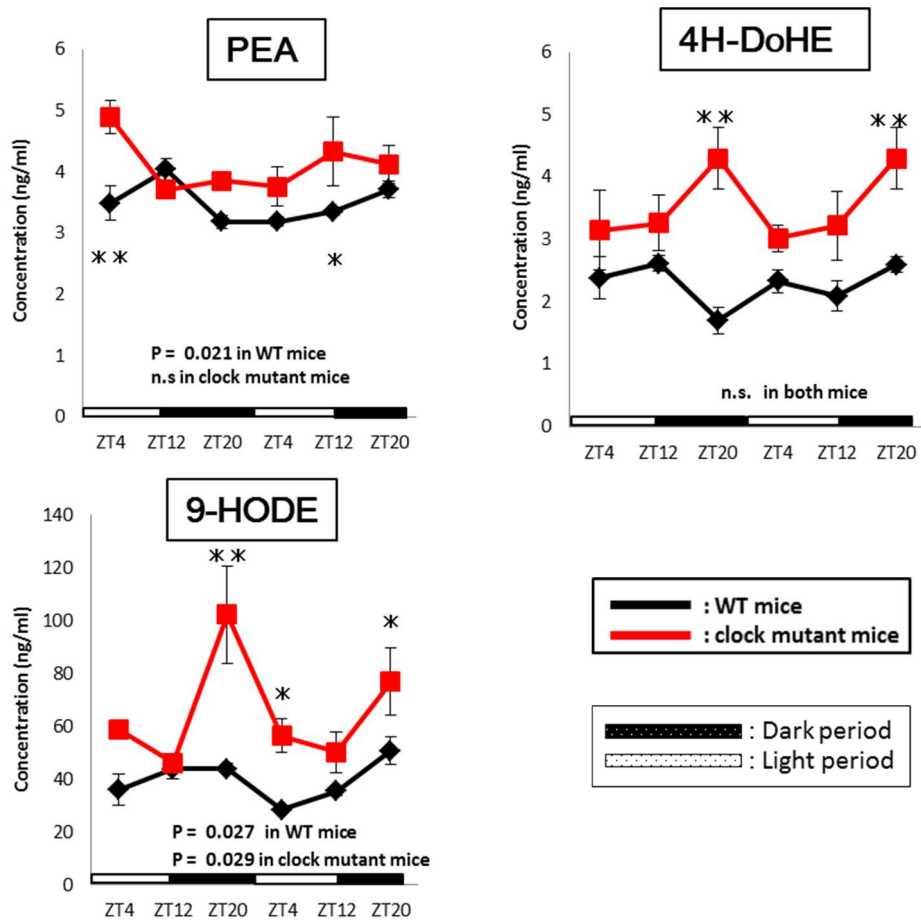 PEA
6
5
4
3
2
1
0
Concentration (ng/ml)
**
*
P = 0.021 in WT mice
n.s in clock mutant mice
ZT4 ZT12 ZT20 ZT4 ZT12 ZT20
4H-DoHE
6
5
4
3
2
1
0
Concentration (ng/ml)
**
**
n.s. in both mice
ZT4 ZT12 ZT20 ZT4 ZT12 ZT20
9-HODE
140
120
100
80
60
40
20
0
Concentration (ng/ml)
**
*
*
P = 0.027 in WT mice
P = 0.029 in clock mutant mice
ZT4 ZT12 ZT20 ZT4 ZT12 ZT20
: WT mice
: clock mutant mice
: Dark period
: Light period